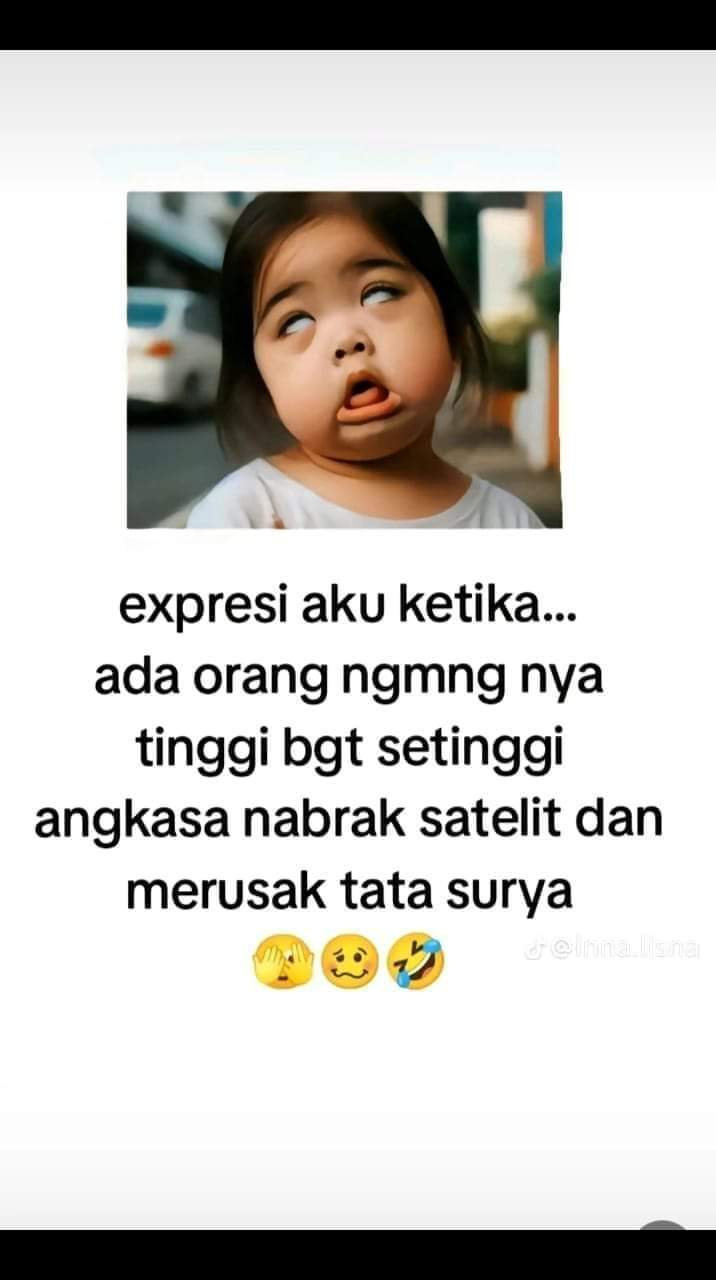 expresi aku ketika...
ada orang ngmng nya
tinggi bgt setinggi
angkasa nabrak satelit dan
merusak tata surya
🫣🥴🤣
@inna.lisna